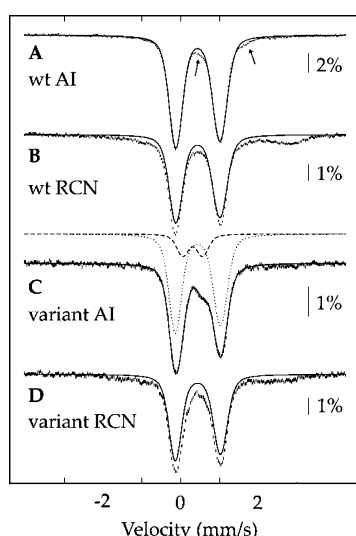 A
wt AI
2%
B
wt RCN
1%
C
variant AI
1%
D
variant RCN
1%
-2 0 2
Velocity (mm/s)